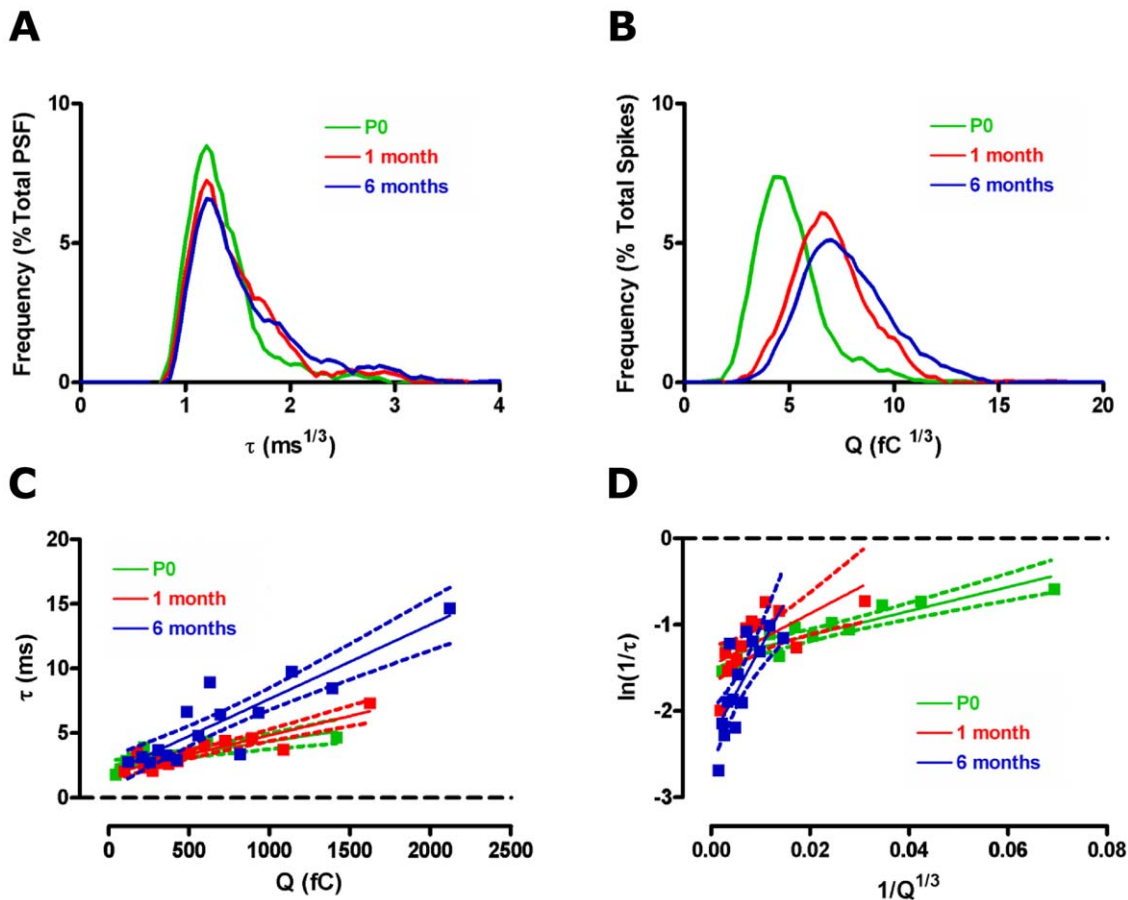 A
Frequency (% Total PSF)
10
5
0
P0
1 month
6 months
0 1 2 3 4
τ (ms1/3)
B
Frequency (% Total Spikes)
10
5
0
P0
1 month
6 months
0 5 10 15 20
Q (fC 1/3)
C
τ (ms)
20
15
10
5
0
P0
1 month
6 months
0 500 1000 1500 2000 2500
Q (fC)
D
ln(1/τ)
0
-1
-2
-3
P0
1 month
6 months
0.00 0.02 0.04 0.06 0.08
1/Q1/3